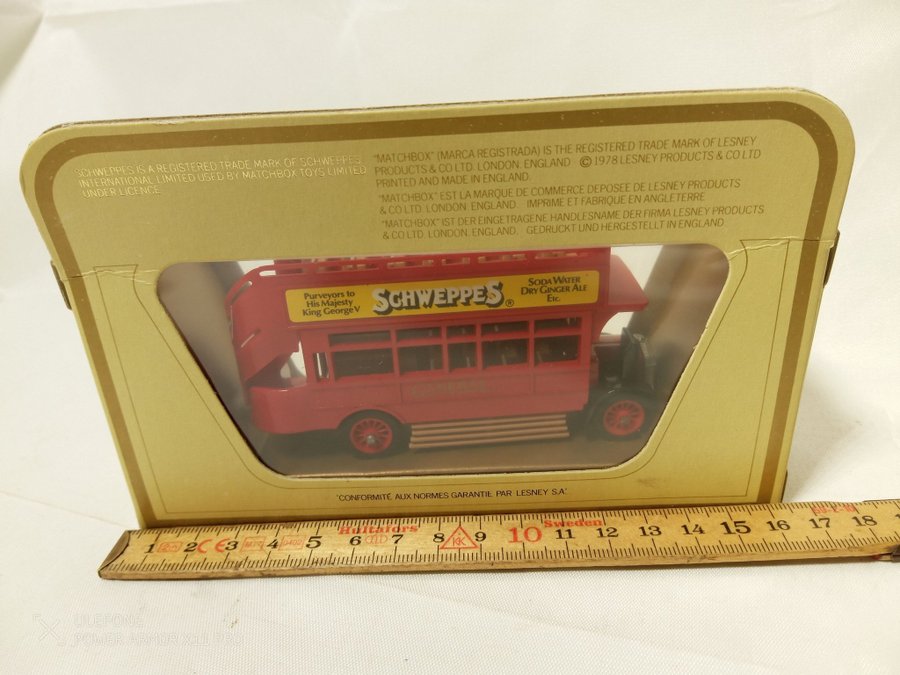 SCHWEPPES IS A REGISTERED TRADE MARK OF SCHWEPPES
INTERNATIONAL LIMITED USED BY MATCHBOX TOYS LIMITED
UNDER LICENCE.
"MATCHBOX" (MARCA REGISTRADA) IS THE REGISTERED TRADE MARK OF LESNEY
PRODUCTS & CO LTD. LONDON. ENGLAND © 1978 LESNEY PRODUCTS & CO LTD
PRINTED AND MADE IN ENGLAND.
"MATCHBOX" EST LA MARQUE DE COMMERCE DEPOSEE DE LESNEY PRODUCTS
& CO LTD. LONDON. ENGLAND. IMPRIME ET FABRIQUE EN ANGLETERRE
"MATCHBOX" IST DER EINGETRAGENE HANDLESNAME DER FIRMA LESNEY PRODUCTS
& CO LTD. LONDON. ENGLAND. GEDRUCKT UND HERGESTELLT IN ENGLAND
Purveyors to
His Majesty
King George V
SCHWEPPES®
Soda Water
Dry Ginger Ale
Etc.
"CONFORMITÉ AUX NORMES GARANTIE PAR LESNEY S.A."
Hultafors Sweden
1 2 CE 3 4 5 6 7 8 9 10 11 12 13 14 15 16 17 18
ULEFONE
POWER ARMOR X11 PRO